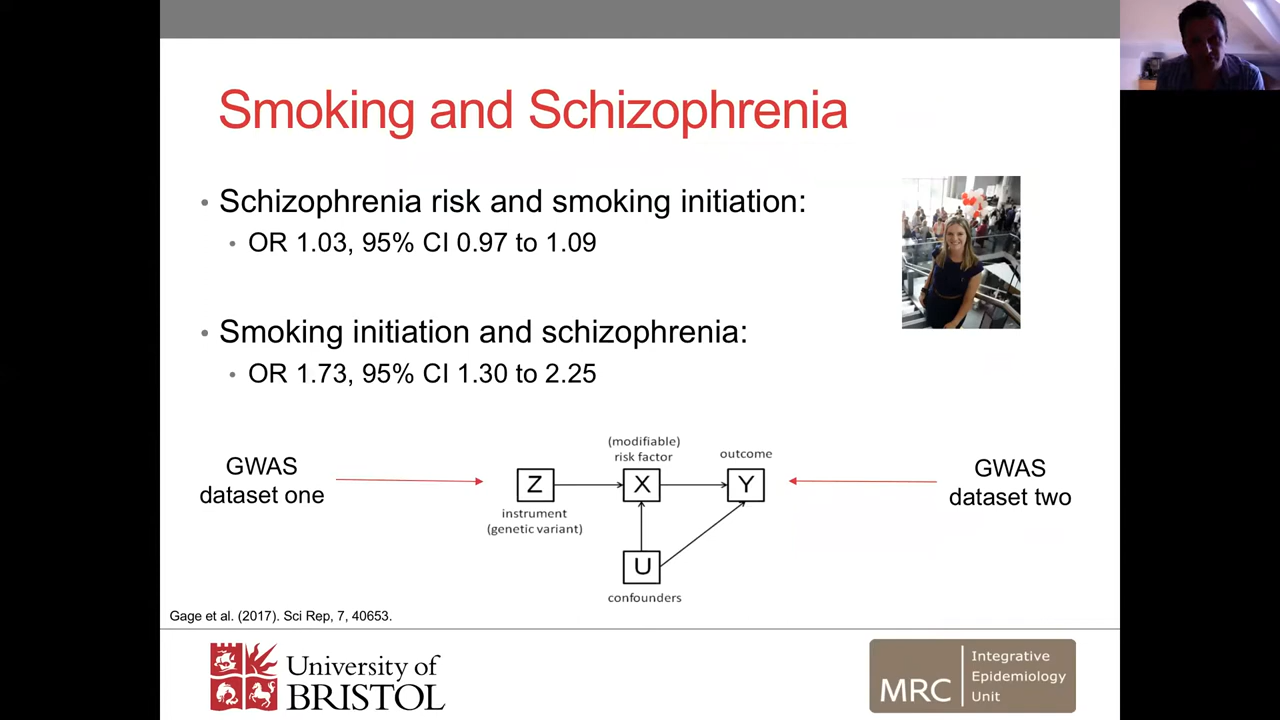 Smoking and Schizophrenia
• Schizophrenia risk and smoking initiation:
• OR 1.03, 95% CI 0.97 to 1.09
• Smoking initiation and schizophrenia:
• OR 1.73, 95% CI 1.30 to 2.25
GWAS
dataset one
(modifiable)
risk factor
outcome
Z
X
Y
instrument
(genetic variant)
U
confounders
GWAS
dataset two
Gage et al. (2017). Sci Rep, 7, 40653.
University of
BRISTOL
MRC
Integrative
Epidemiology
Unit